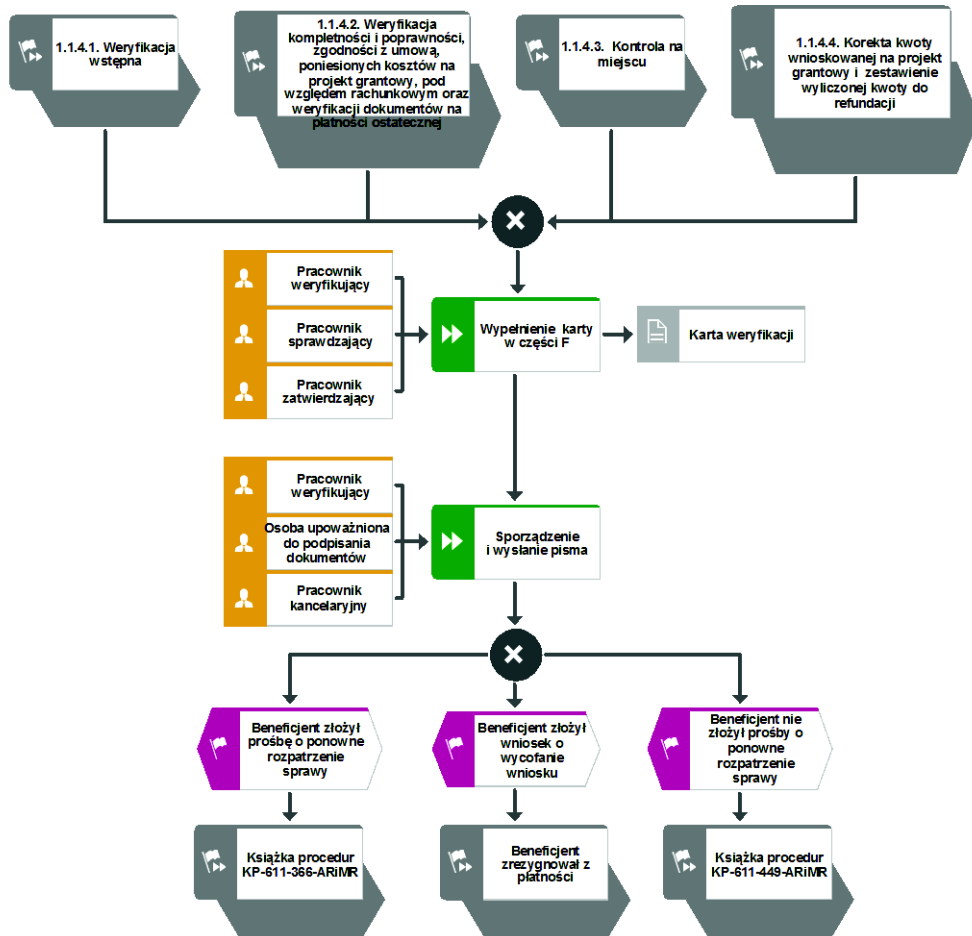 1.1.4.1. Weryfikacja
wstępna
1.1.4.2. Weryfikacja
kompletności i poprawności,
zgodności z umową,
poniesionych kosztów na
projekt grantowy, pod
względem rachunkowym oraz
weryfikacji dokumentów na
płatności ostatecznej
1.1.4.3. Kontrola na
miejscu
1.1.4.4. Korekta kwoty
wnioskowanej na projekt
grantowy i zestawienie
wyliczonej kwoty do
refundacji
Pracownik
weryfikujący
Pracownik
sprawdzający
Pracownik
zatwierdzający
Wypełnienie karty
w części F
Karta weryfikacji
Pracownik
weryfikujący
Osoba upoważniona
do podpisania
dokumentów
Pracownik
kancelaryjny
Sporządzenie
i wysłanie pisma
Beneficjent złożył
prośbę o ponowne
rozpatrzenie
sprawy
Beneficjent złożył
wniosek o
wycofanie
wniosku
Beneficjent nie
złożył prośby o
ponowne
rozpatrzenie
sprawy
Książka procedur
KP-611-366-ARiMR
Beneficjent
zrezygnował z
płatności
Książka procedur
KP-611-449-ARiMR